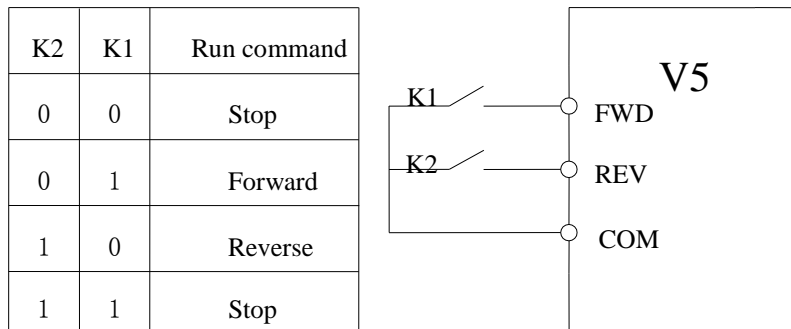 K2 K1 Run command
0 0 Stop
0 1 Forward
1 0 Reverse
1 1 Stop
V5
K1 FWD
K2 REV
COM